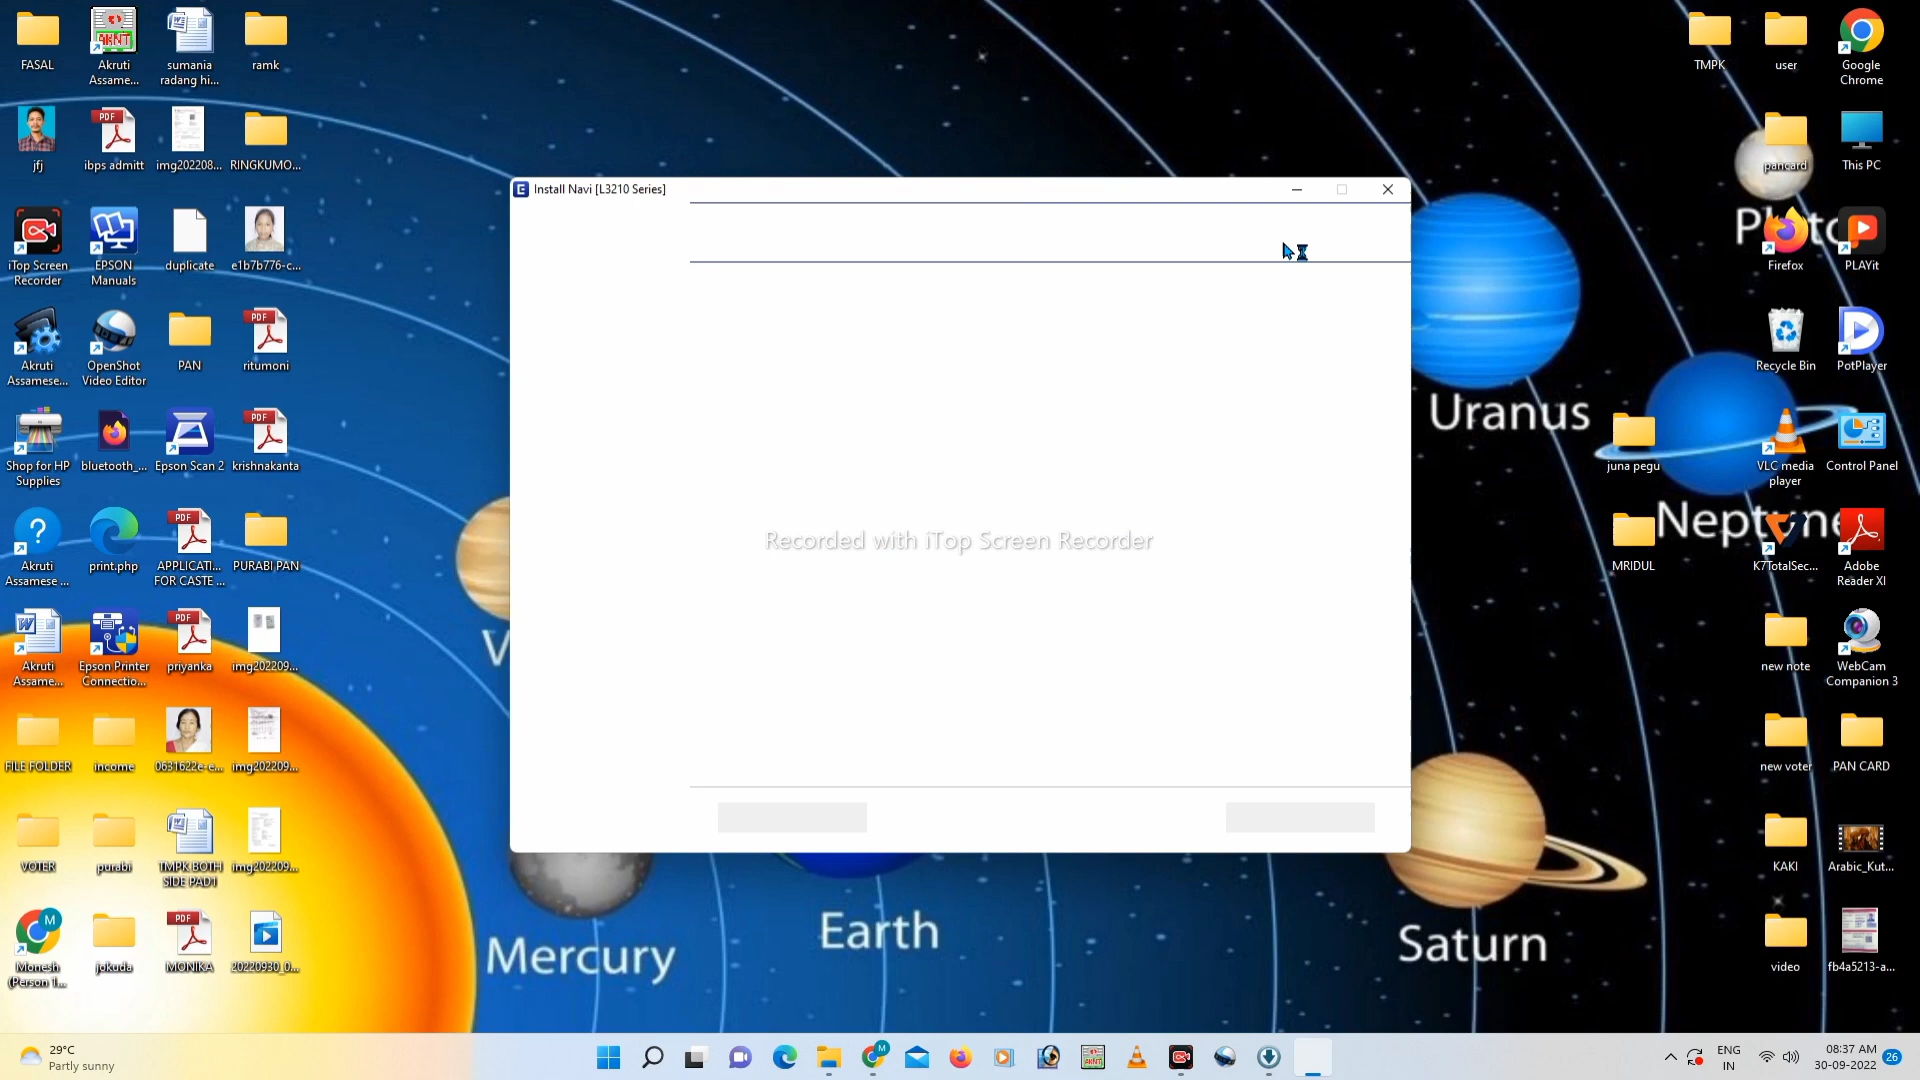 FASAL
Akruti
Assame...
sumania
radang hi...
ramk
jfj
ibps admitt
img202208...
RINGKUMO...
iTop Screen
Recorder
EPSON
Manuals
duplicate
e1b7b776-c...
Akruti
Assamese...
OpenShot
Video Editor
PAN
ritumoni
Shop for HP
Supplies
bluetooth_...
Epson Scan 2
krishnakanta
Akruti
Assamese ...
print.php
APPLICATI...
FOR CASTE ...
PURABI PAN
Akruti
Assame...
Epson Printer
Connectio...
priyanka
img202209...
FILE FOLDER
income
0631622c-e...
img202209...
VOTER
purabi
TMPK BOTH
SIDE PAD1
img202209...
Monesh
(Person 1...
jokuda
MONIKA
20220930_0...
Install Navi [L3210 Series]
Recorded with iTop Screen Recorder
Mercury
Earth
Saturn
Uranus
Neptune
Pluto
V
TMPK
user
Google
Chrome
pancard
This PC
Firefox
PLAYit
Recycle Bin
PotPlayer
juna pegu
VLC media
player
Control Panel
MRIDUL
K7TotalSec...
Adobe
Reader XI
new note
WebCam
Companion 3
new voter
PAN CARD
KAKI
Arabic_Kut...
video
fb4a5213-a...
29°C
Partly sunny
ENG
IN
08:37 AM
30-09-2022
26